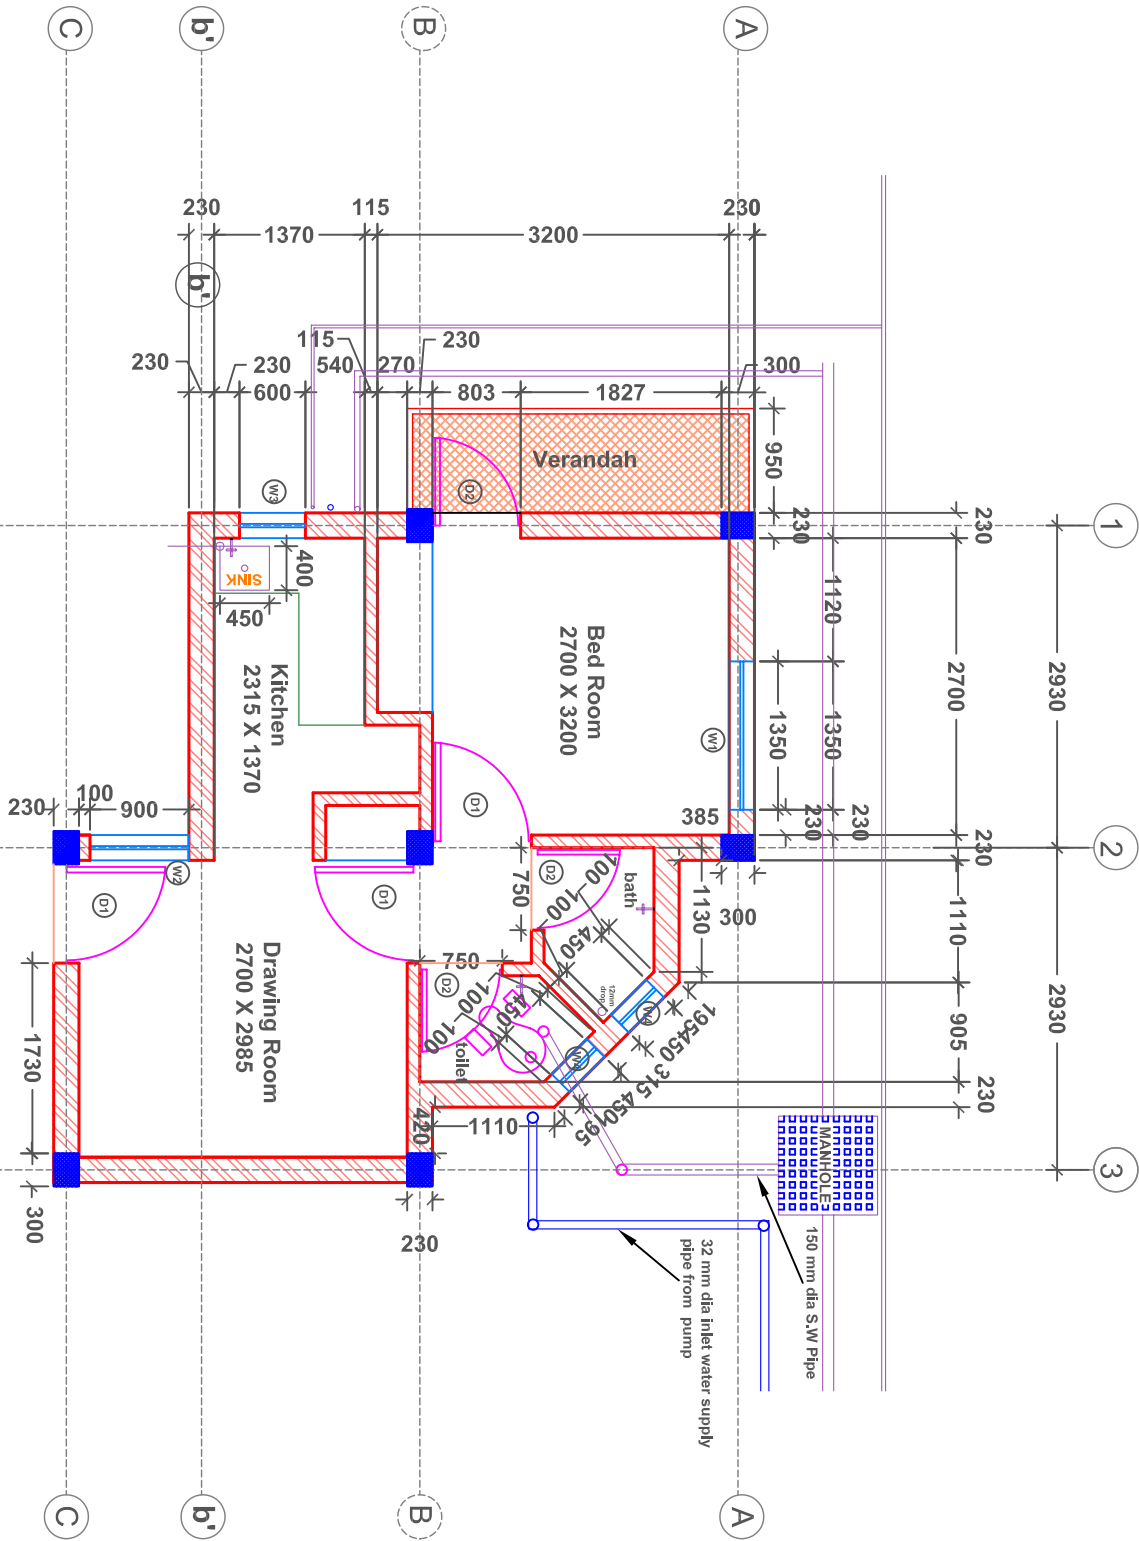 C
b'
B
A
1
2
3
230
1370
115
3200
230
b'
230
230
600
115
540
270
230
803
1827
300
950
Verandah
D2
W3
230
230
2700
2930
1120
1350
1350
230
230
230
400
SINK
450
Kitchen
2315 X 1370
Bed Room
2700 X 3200
W1
D1
385
230
100
900
W2
D1
D1
750
D2
bath
100
100
450
1130
300
1110
905
230
2930
12mm
drop
W4
195
450
315
450
195
750
D2
100
450
100
toilet
Drawing Room
2700 X 2985
1730
300
420
1110
230
MANHOLE
150 mm dia S.W Pipe
32 mm dia inlet water supply
pipe from pump
C
b'
B
A